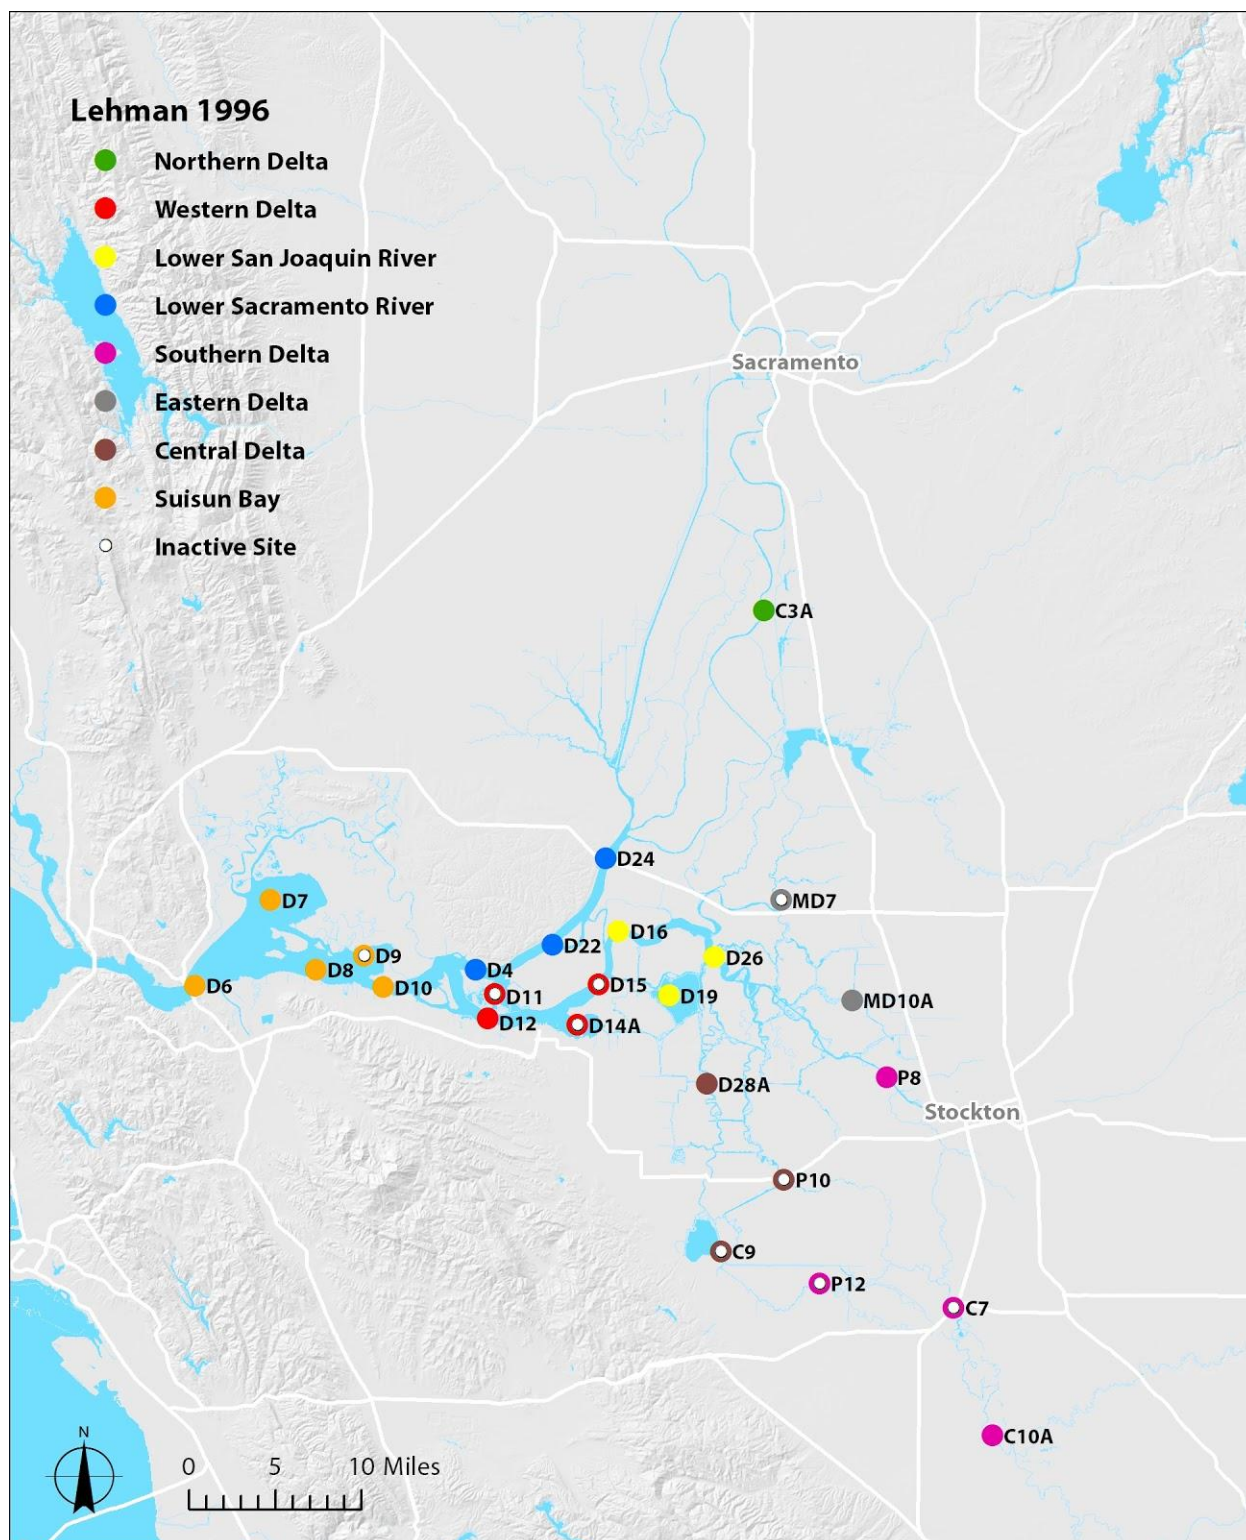 Lehman 1996
Northern Delta
Western Delta
Lower San Joaquin River
Lower Sacramento River
Southern Delta
Eastern Delta
Central Delta
Suisun Bay
Inactive Site
Sacramento
C3A
D24
D7
MD7
D16
D22
D9
D26
D8
D4
D6
D10
D11
D15
D19
MD10A
D12
D14A
P8
D28A
Stockton
P10
C9
P12
C7
C10A
N
0 5 10 Miles